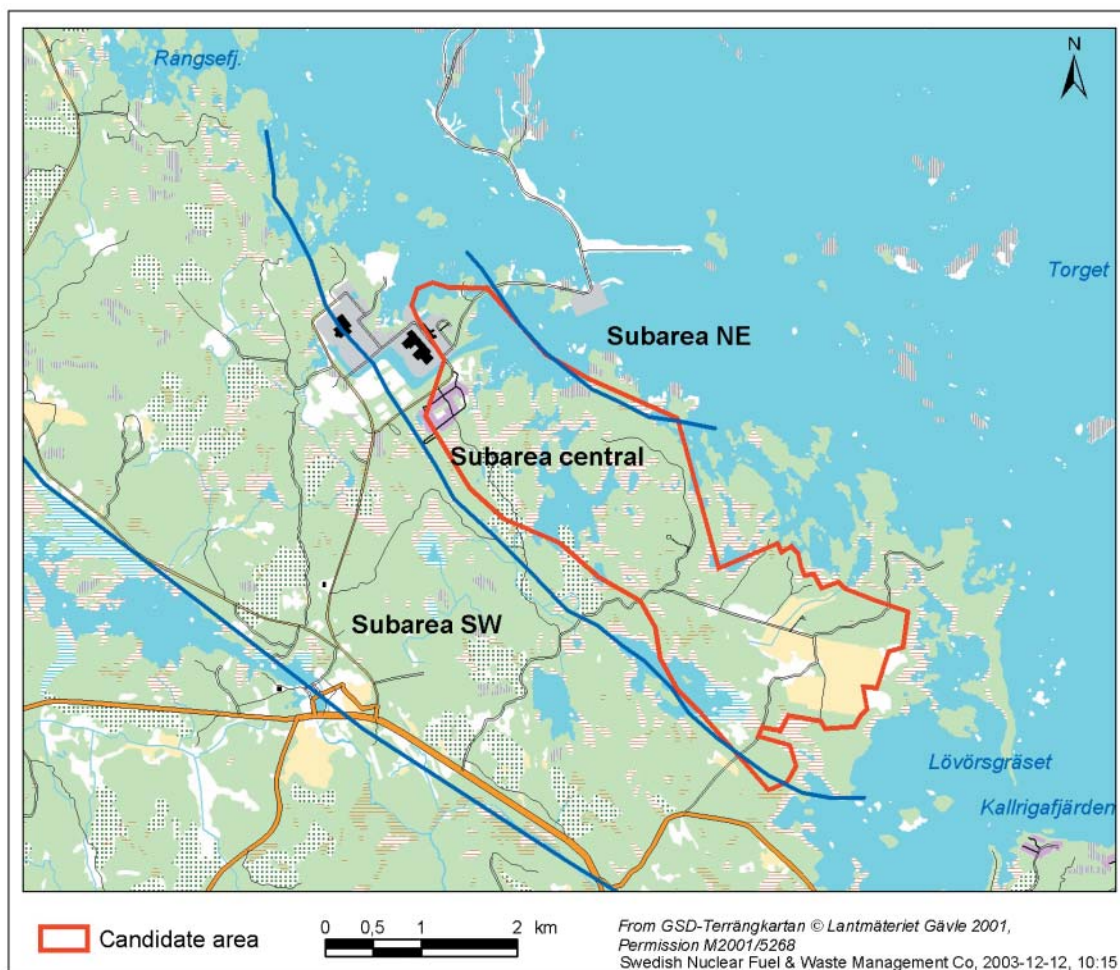 Rångsefj.
N
Torget
Subarea NE
Subarea central
Subarea SW
Lövörsgräset
Kallrigafjärden
Candidate area
0 0,5 1 2 km
From GSD-Terrängkartan © Lantmäteriet Gävle 2001,
Permission M2001/5268
Swedish Nuclear Fuel & Waste Management Co, 2003-12-12, 10:15